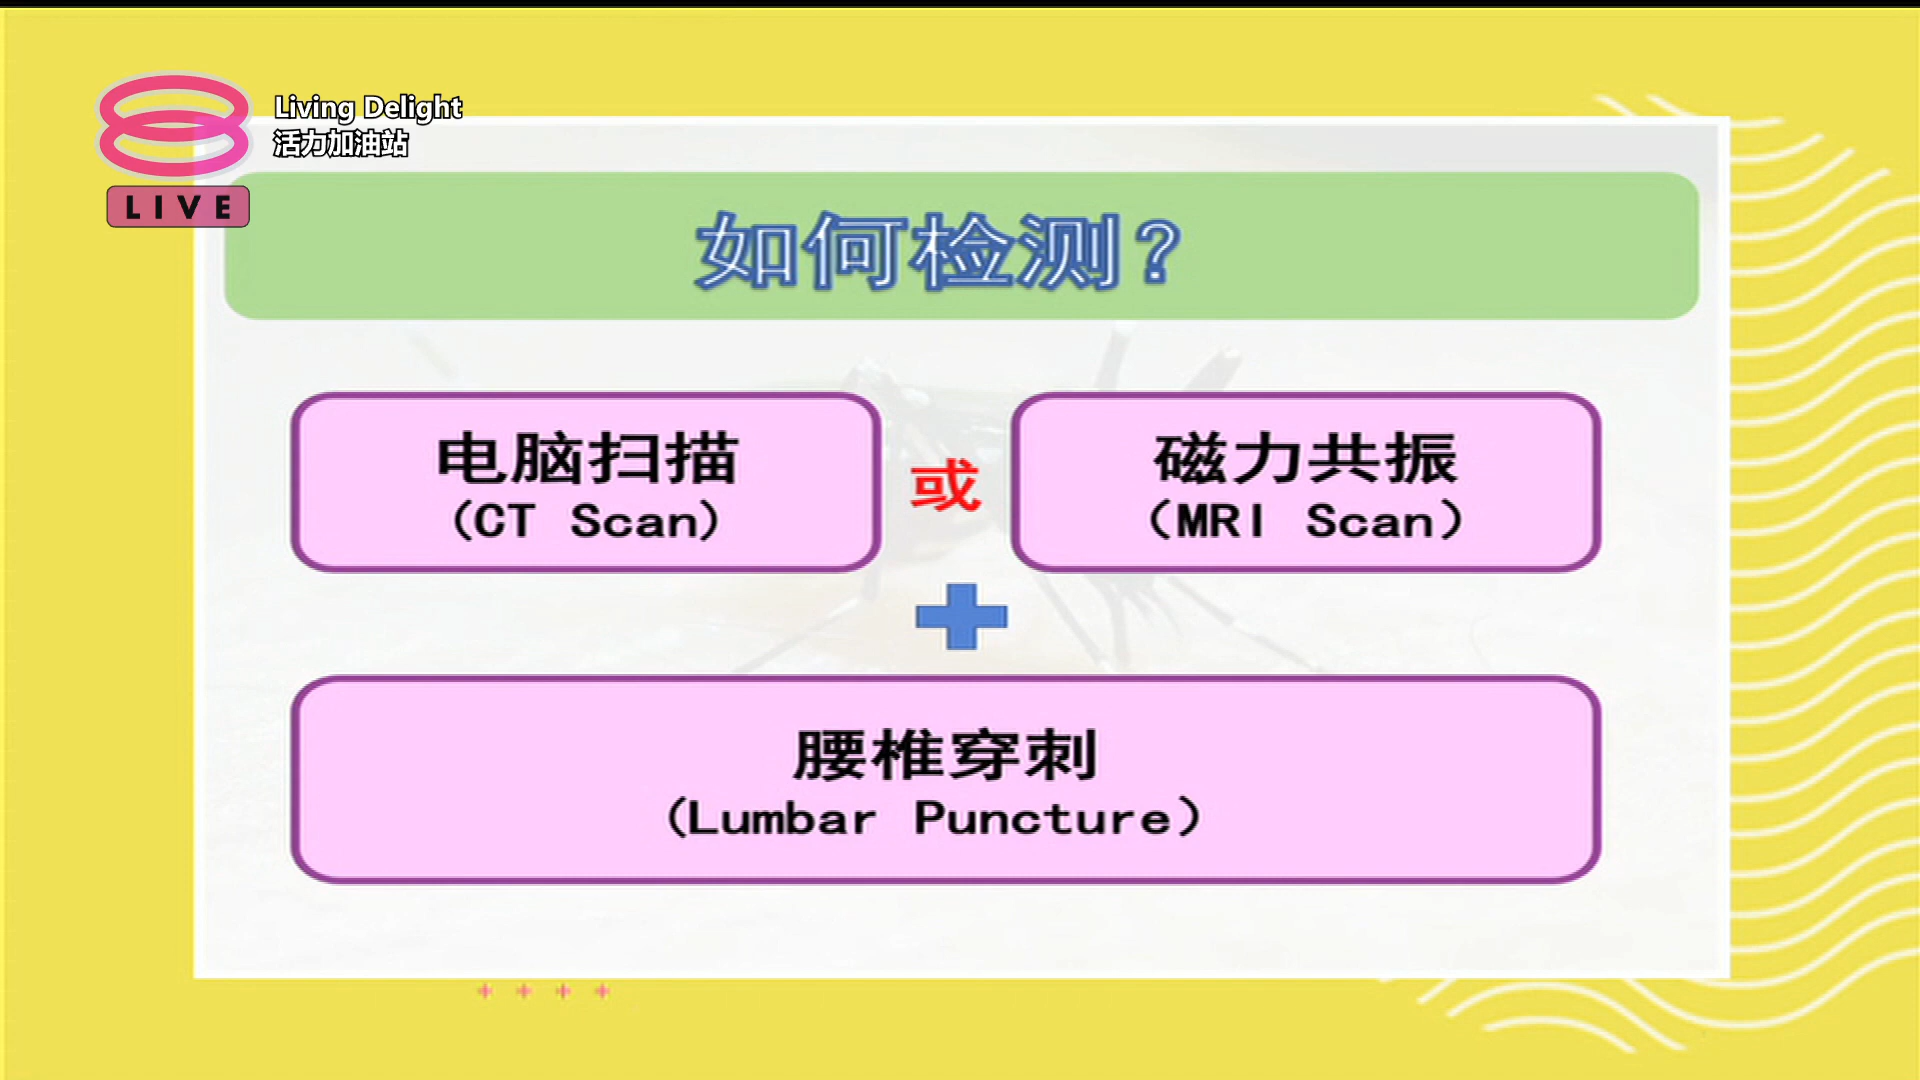 Living Delight
活力加油站
LIVE
如何检测?
电脑扫描
(CT Scan)
或
磁力共振
(MRI Scan)
腰椎穿刺
(Lumbar Puncture)